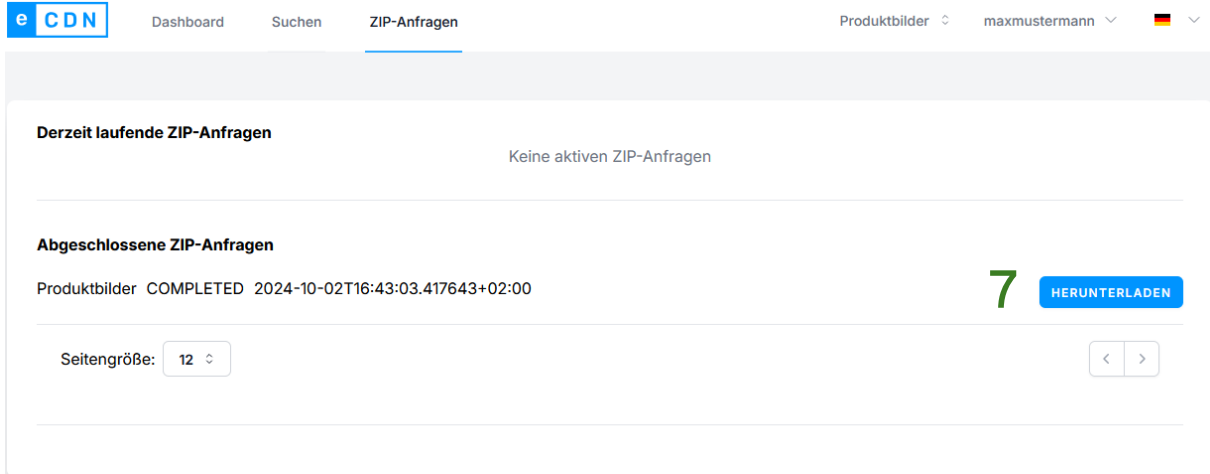 e CDN Dashboard Suchen ZIP-Anfragen Produktbilder maxmustermann
Derzeit laufende ZIP-Anfragen
Keine aktiven ZIP-Anfragen
Abgeschlossene ZIP-Anfragen
Produktbilder COMPLETED 2024-10-02T16:43:03.417643+02:00 7 HERUNTERLADEN
Seitengröße: 12 < >